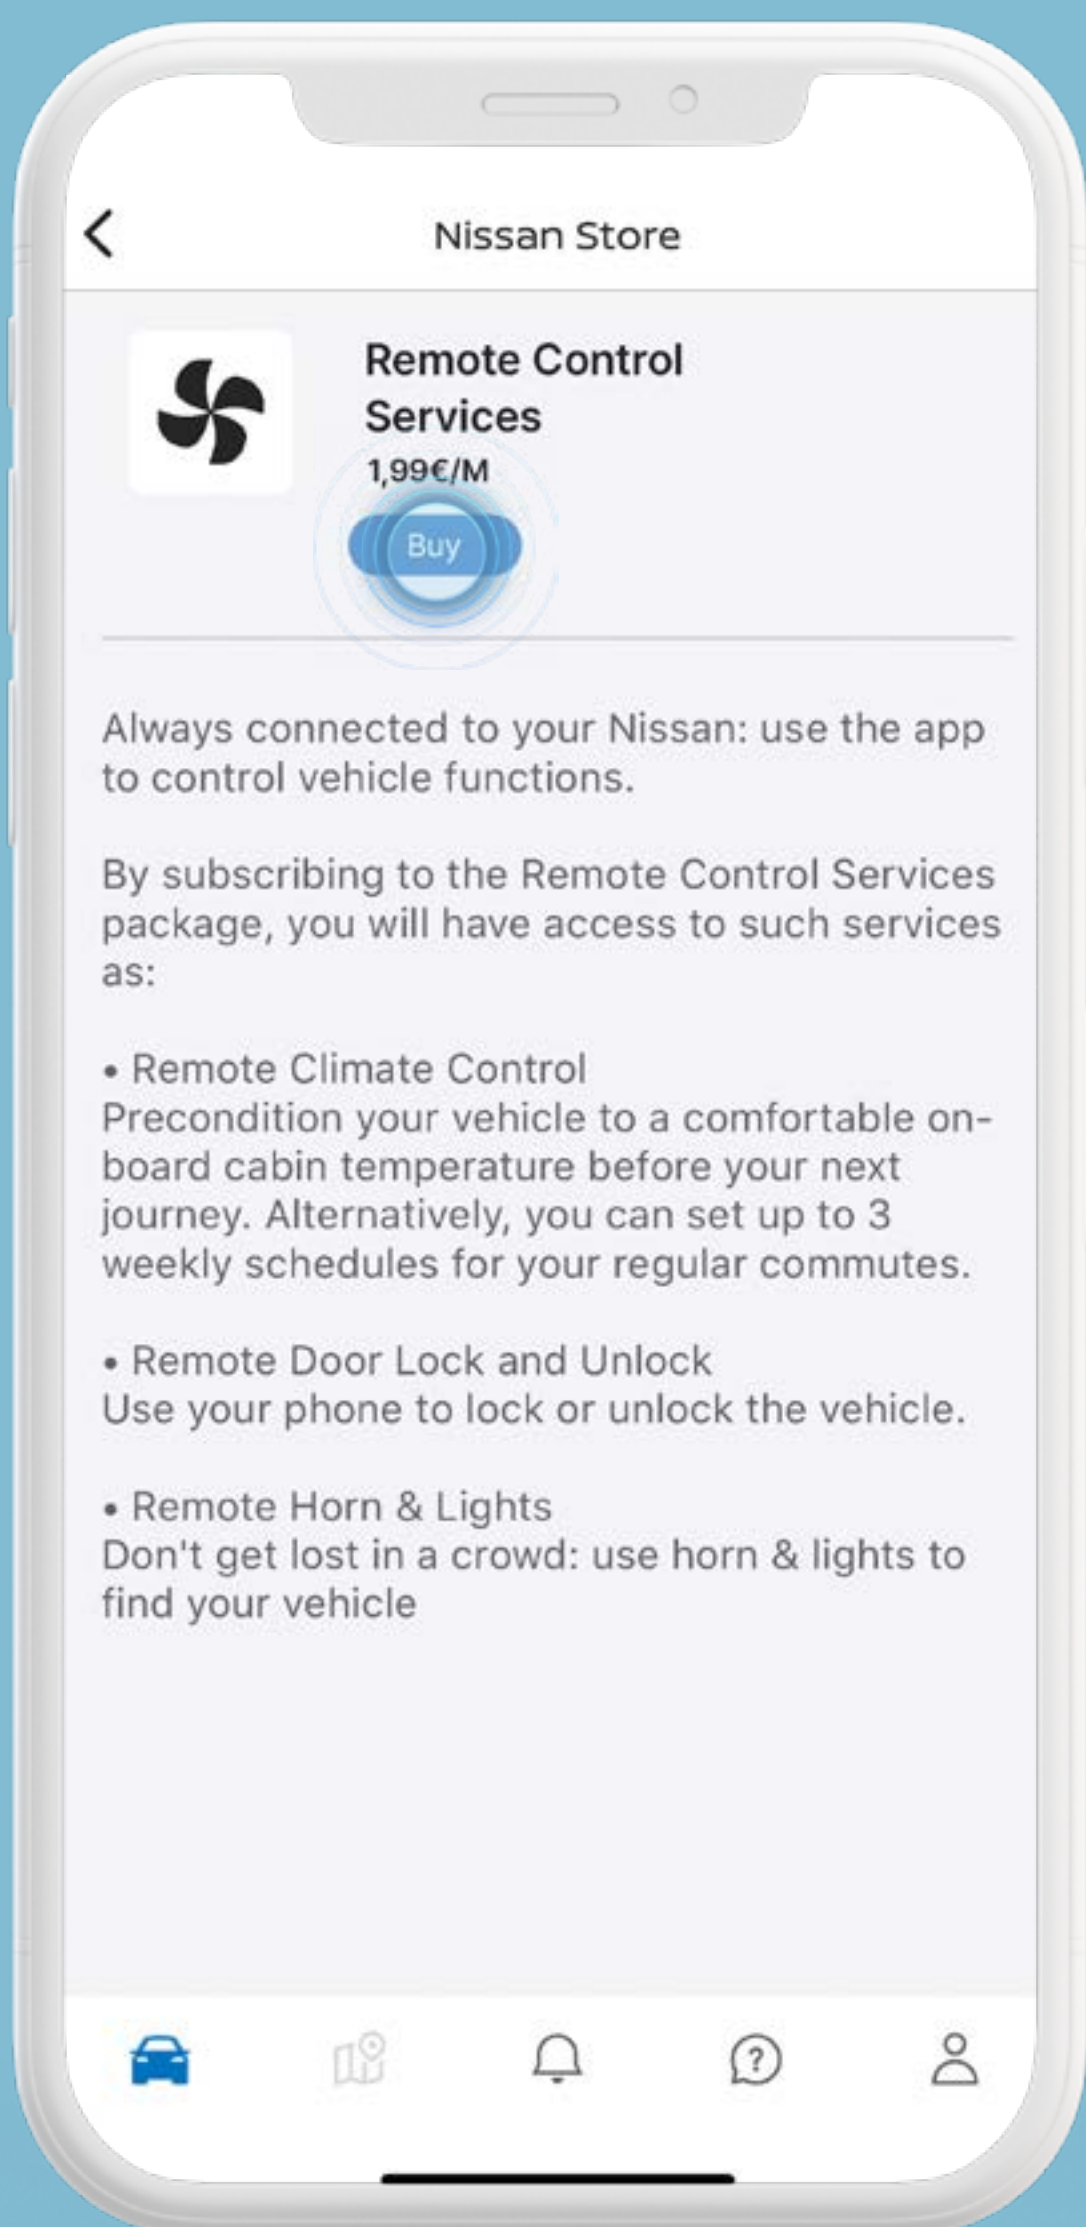 Nissan Store
Remote Control
Services
1,99€/M
Buy
Always connected to your Nissan: use the app
to control vehicle functions.
By subscribing to the Remote Control Services
package, you will have access to such services
as:
• Remote Climate Control
Precondition your vehicle to a comfortable on-
board cabin temperature before your next
journey. Alternatively, you can set up to 3
weekly schedules for your regular commutes.
• Remote Door Lock and Unlock
Use your phone to lock or unlock the vehicle.
• Remote Horn & Lights
Don't get lost in a crowd: use horn & lights to
find your vehicle
?